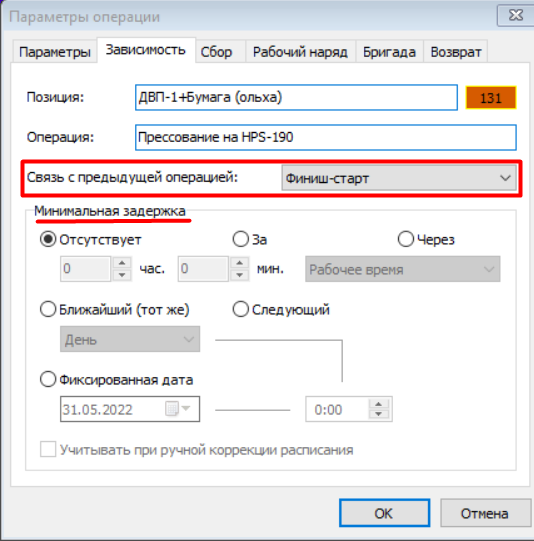 Параметры операции
Параметры Зависимость Сбор Рабочий наряд Бригада Возврат
Позиция: ДВП-1+Бумага (ольха) 131
Операция: Прессование на HPS-190
Связь с предыдущей операцией: Финиш-старт
Минимальная задержка
Отсутствует За Через
0 час. 0 мин. Рабочее время
Ближайший (тот же) Следующий
День
Фиксированная дата
31.05.2022 0:00
Учитывать при ручной коррекции расписания
ОК Отмена